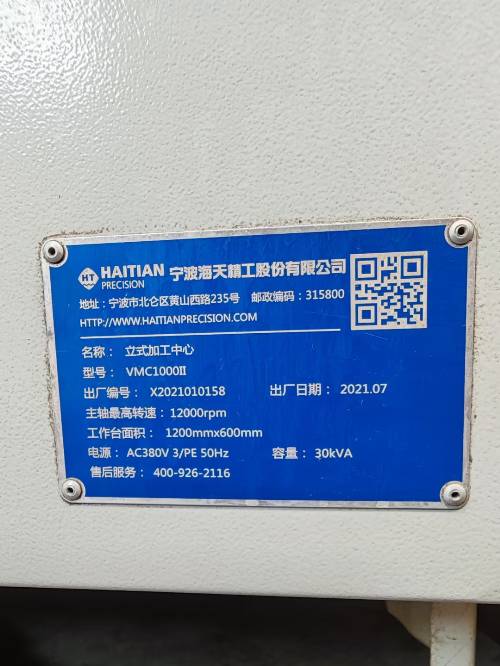 HT HAITIAN PRECISION 宁波海天精工股份有限公司
地址：宁波市北仑区黄山西路235号 邮政编码：315800
HTTP://WWW.HAITIANPRECISION.COM
名称： 立式加工中心
型号： VMC1000II
出厂编号： X2021010158 出厂日期： 2021.07
主轴最高转速：12000rpm
工作台面积： 1200mmx600mm
电源： AC380V 3/PE 50Hz 容量： 30kVA
售后服务： 400-926-2116